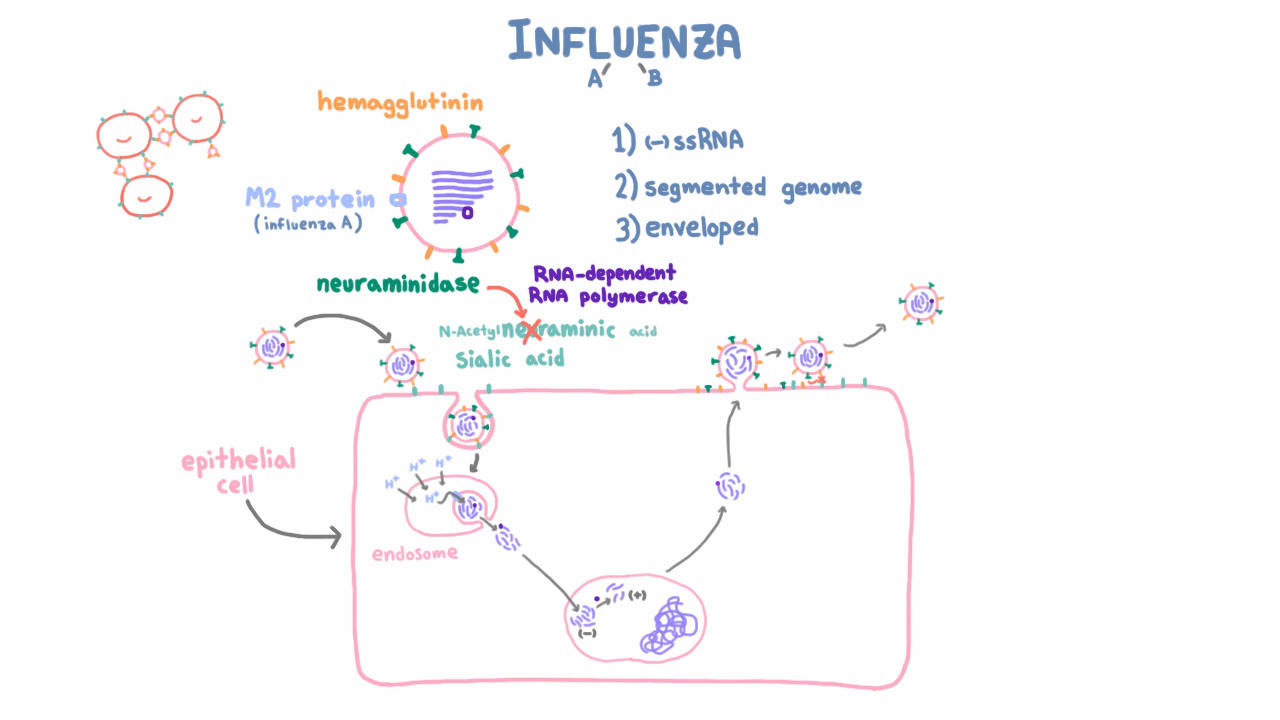 INFLUENZA
A B
hemagglutinin
1) (-) ssRNA
2) segmented genome
3) enveloped
M2 protein
(influenza A)
neuraminidase
RNA-dependent
RNA polymerase
N-Acetyl neuraminic acid
Sialic acid
epithelial
cell
H+ H+ H+
H+
endosome
(+)
(-)